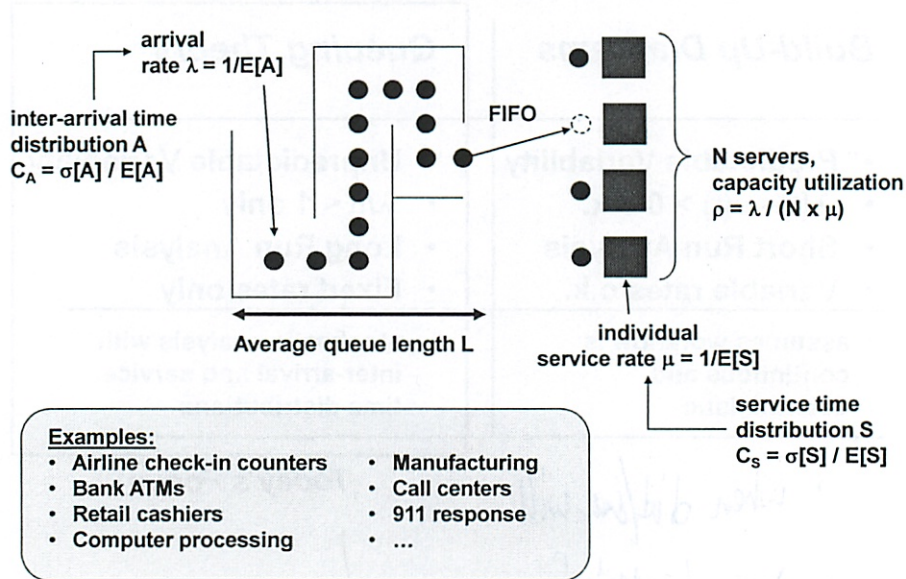 arrival
rate λ = 1/E[A]
inter-arrival time
distribution A
C_A = σ[A] / E[A]
FIFO
N servers,
capacity utilization
ρ = λ / (N x μ)
Average queue length L
individual
service rate μ = 1/E[S]
service time
distribution S
C_S = σ[S] / E[S]
Examples:
• Airline check-in counters
• Bank ATMs
• Retail cashiers
• Computer processing
• Manufacturing
• Call centers
• 911 response
• …